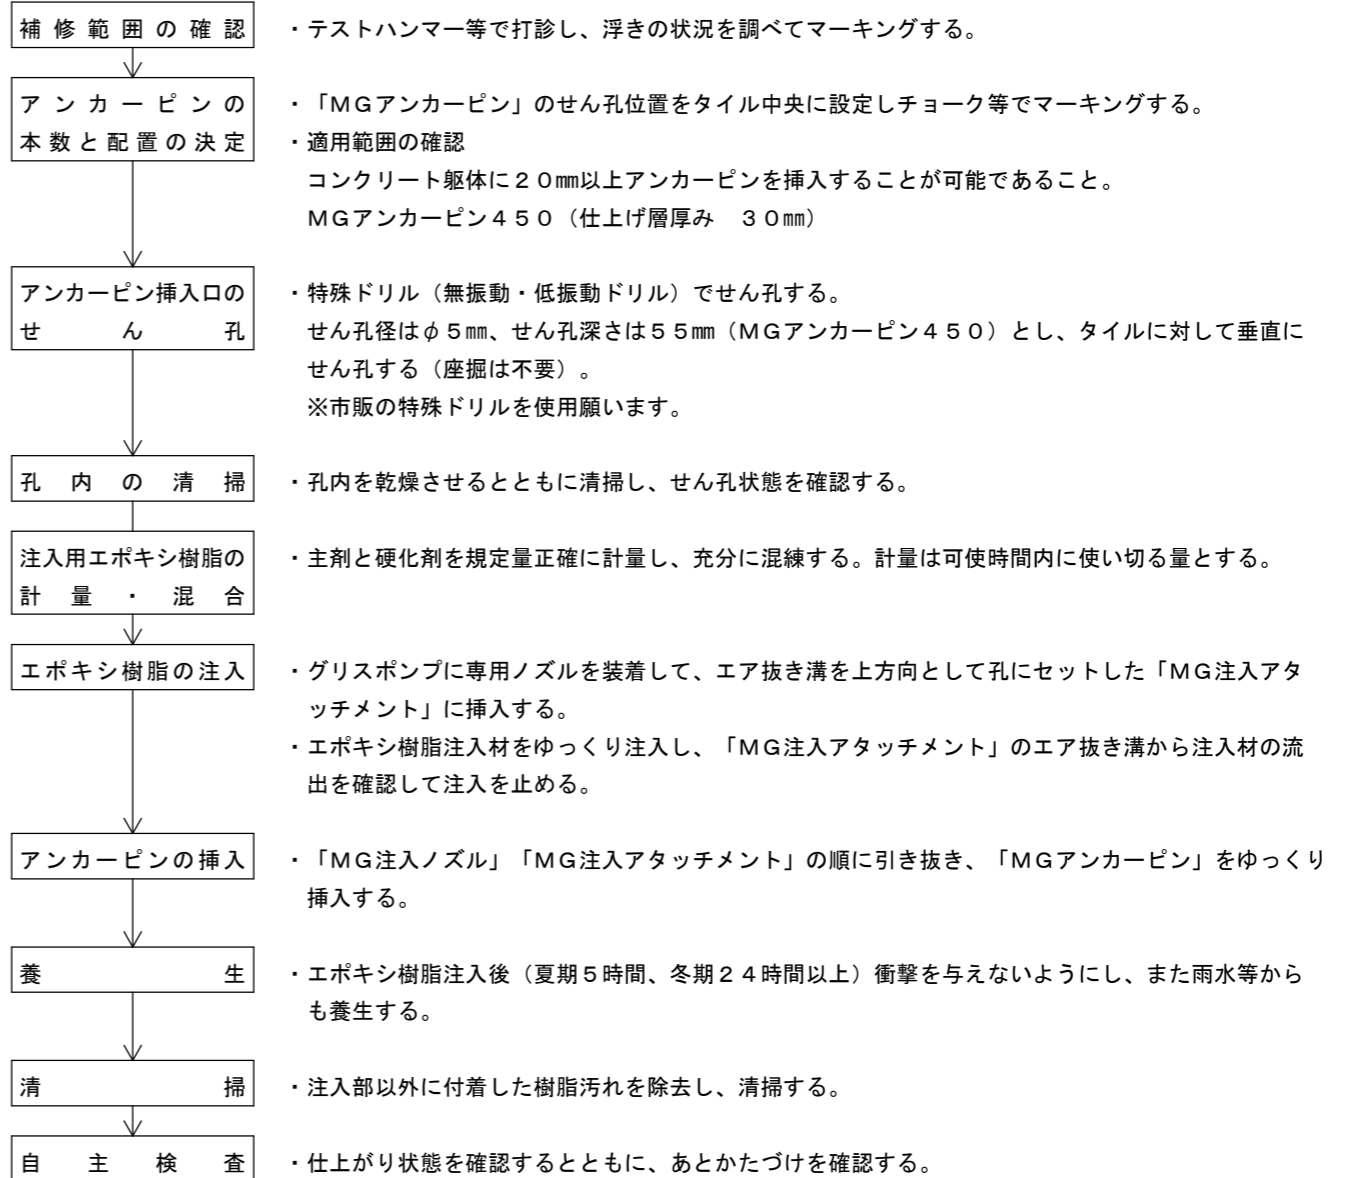 補修範囲の確認
・テストハンマー等で打診し、浮きの状況を調べてマーキングする。
アンカーピンの
本数と配置の決定
・「ＭＧアンカーピン」のせん孔位置をタイル中央に設定しチョーク等でマーキングする。
・適用範囲の確認
コンクリート躯体に２０㎜以上アンカーピンを挿入することが可能であること。
ＭＧアンカーピン４５０（仕上げ層厚み　３０㎜）
アンカーピン挿入口の
せん孔
・特殊ドリル（無振動・低振動ドリル）でせん孔する。
せん孔径はφ５㎜、せん孔深さは５５㎜（ＭＧアンカーピン４５０）とし、タイルに対して垂直に
せん孔する（座掘は不要）。
※市販の特殊ドリルを使用願います。
孔内の清掃
・孔内を乾燥させるとともに清掃し、せん孔状態を確認する。
注入用エポキシ樹脂の
計量・混合
・主剤と硬化剤を規定量正確に計量し、充分に混練する。計量は可使時間内に使い切る量とする。
エポキシ樹脂の注入
・グリスポンプに専用ノズルを装着して、エア抜き溝を上方向として孔にセットした「ＭＧ注入アタ
ッチメント」に挿入する。
・エポキシ樹脂注入材をゆっくり注入し、「ＭＧ注入アタッチメント」のエア抜き溝から注入材の流
出を確認して注入を止める。
アンカーピンの挿入
・「ＭＧ注入ノズル」「ＭＧ注入アタッチメント」の順に引き抜き、「ＭＧアンカーピン」をゆっくり
挿入する。
養生
・エポキシ樹脂注入後（夏期５時間、冬期２４時間以上）衝撃を与えないようにし、また雨水等から
も養生する。
清掃
・注入部以外に付着した樹脂汚れを除去し、清掃する。
自主検査
・仕上がり状態を確認するとともに、あとかたづけを確認する。